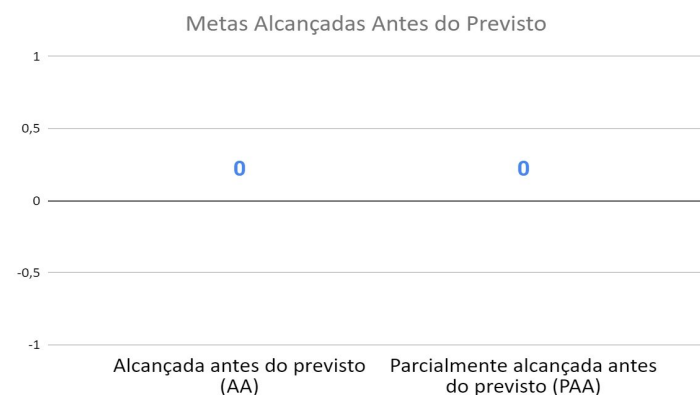 Metas Alcançadas Antes do Previsto
1
0,5
0
0
0
-0,5
-1
Alcançada antes do previsto
(AA)
Parcialmente alcançada antes
do previsto (PAA)